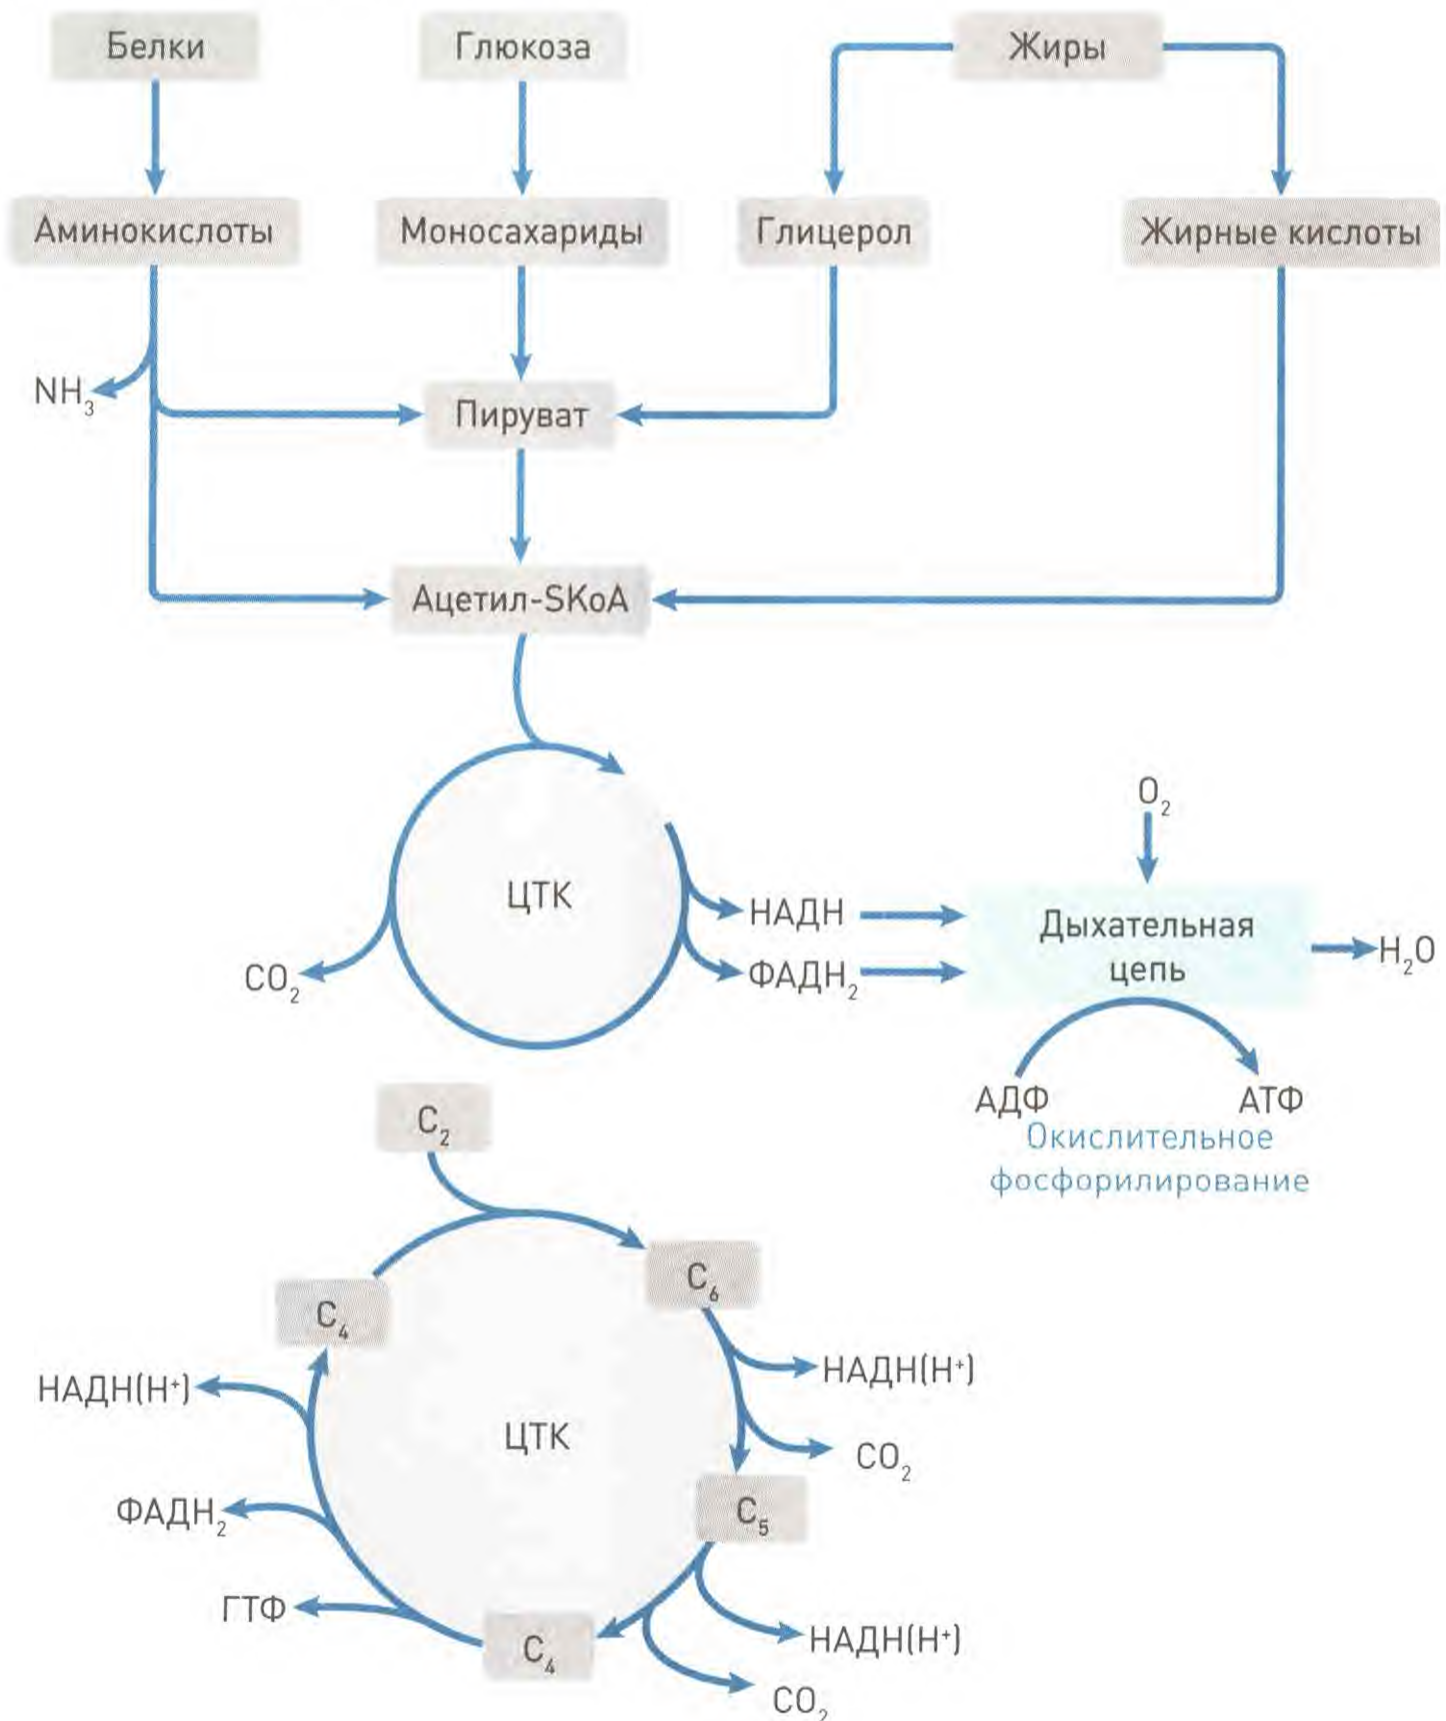 Белки
Глюкоза
Жиры
Аминокислоты
Моносахариды
Глицерол
Жирные кислоты
NH₃
Пируват
Ацетил-SKoA
O₂
ЦТК
НАДН
Дыхательная
цепь
H₂O
CO₂
ФАДН₂
АДФ
АТФ
Окислительное
фосфорилирование
C₂
C₆
C₄
НАДН(H⁺)
НАДН(H⁺)
ЦТК
CO₂
C₅
ФАДН₂
ГТФ
C₄
НАДН(H⁺)
CO₂